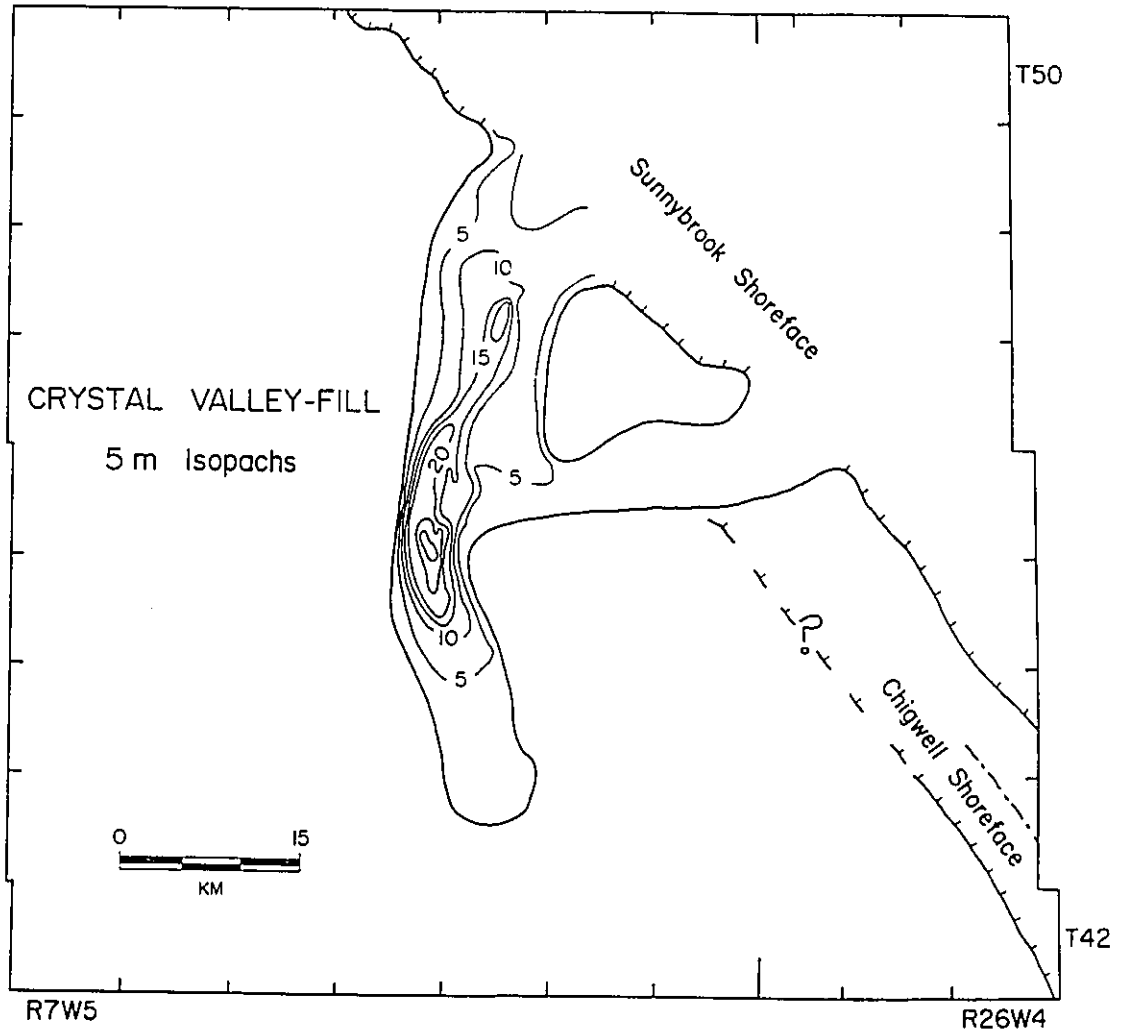 T50
Sunnybrook Shoreface
5
10
15
CRYSTAL VALLEY-FILL
5 m Isopachs
20
5
10
5
?
Chigwell Shoreface
0 15
KM
T42
R7W5 R26W4